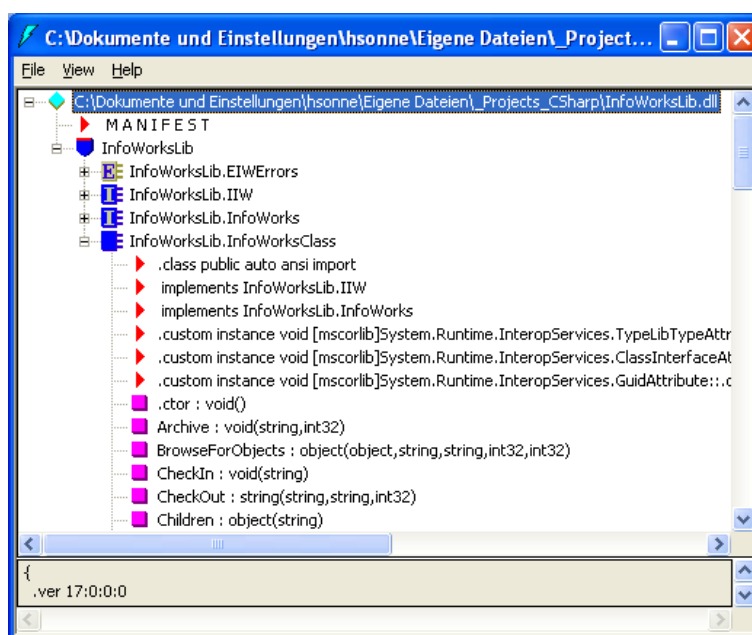 C:\Dokumente und Einstellungen\hsonne\Eigene Dateien\_Project...
File View Help
C:\Dokumente und Einstellungen\hsonne\Eigene Dateien\_Projects_CSharp\InfoWorksLib.dll
M A N I F E S T
InfoWorksLib
E InfoWorksLib.EIWErrors
I InfoWorksLib.IIW
I InfoWorksLib.InfoWorks
InfoWorksLib.InfoWorksClass
.class public auto ansi import
implements InfoWorksLib.IIW
implements InfoWorksLib.InfoWorks
.custom instance void [mscorlib]System.Runtime.InteropServices.TypeLibTypeAttr
.custom instance void [mscorlib]System.Runtime.InteropServices.ClassInterfaceAt
.custom instance void [mscorlib]System.Runtime.InteropServices.GuidAttribute::.c
.ctor : void()
Archive : void(string,int32)
BrowseForObjects : object(object,string,string,int32,int32)
CheckIn : void(string)
CheckOut : string(string,string,int32)
Children : object(string)
{
.ver 17:0:0:0